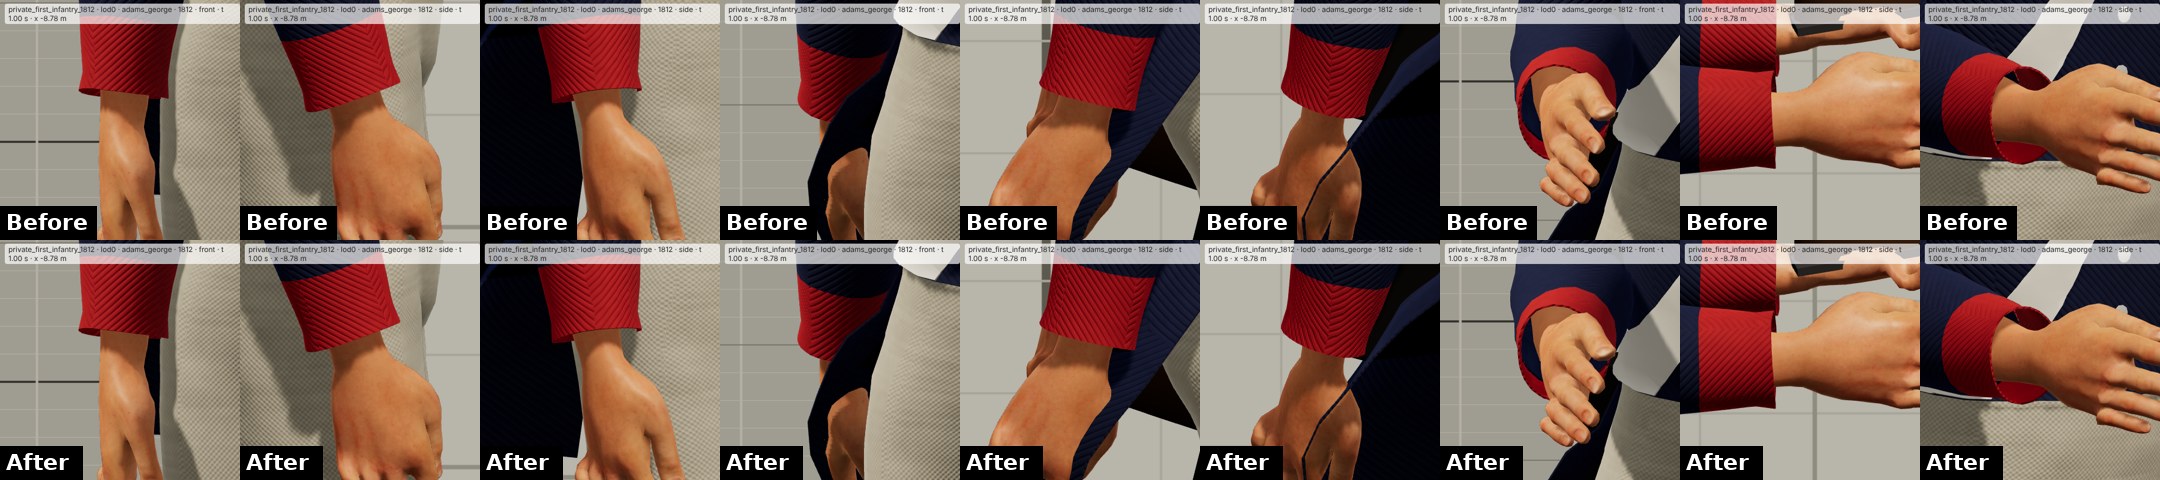 private_first_infantry_1812 · lod0 · adams_george · 1812 · front · t
1.00 s · x -8.78 m
private_first_infantry_1812 · lod0 · adams_george · 1812 · side · t
1.00 s · x -8.78 m
private_first_infantry_1812 · lod0 · adams_george · 1812 · side · t
1.00 s · x -8.78 m
private_first_infantry_1812 · lod0 · adams_george · 1812 · front · t
1.00 s · x -8.78 m
private_first_infantry_1812 · lod0 · adams_george · 1812 · side · t
1.00 s · x -8.78 m
private_first_infantry_1812 · lod0 · adams_george · 1812 · side · t
1.00 s · x -8.78 m
private_first_infantry_1812 · lod0 · adams_george · 1812 · front · t
1.00 s · x -8.78 m
private_first_infantry_1812 · lod0 · adams_george · 1812 · side · t
1.00 s · x -8.78 m
private_first_infantry_1812 · lod0 · adams_george · 1812 · side · t
1.00 s · x -8.78 m
Before
Before
Before
Before
Before
Before
Before
Before
Before
private_first_infantry_1812 · lod0 · adams_george · 1812 · front · t
1.00 s · x -8.78 m
private_first_infantry_1812 · lod0 · adams_george · 1812 · side · t
1.00 s · x -8.78 m
private_first_infantry_1812 · lod0 · adams_george · 1812 · side · t
1.00 s · x -8.78 m
private_first_infantry_1812 · lod0 · adams_george · 1812 · front · t
1.00 s · x -8.78 m
private_first_infantry_1812 · lod0 · adams_george · 1812 · side · t
1.00 s · x -8.78 m
private_first_infantry_1812 · lod0 · adams_george · 1812 · side · t
1.00 s · x -8.78 m
private_first_infantry_1812 · lod0 · adams_george · 1812 · front · t
1.00 s · x -8.78 m
private_first_infantry_1812 · lod0 · adams_george · 1812 · side · t
1.00 s · x -8.78 m
private_first_infantry_1812 · lod0 · adams_george · 1812 · side · t
1.00 s · x -8.78 m
After
After
After
After
After
After
After
After
After